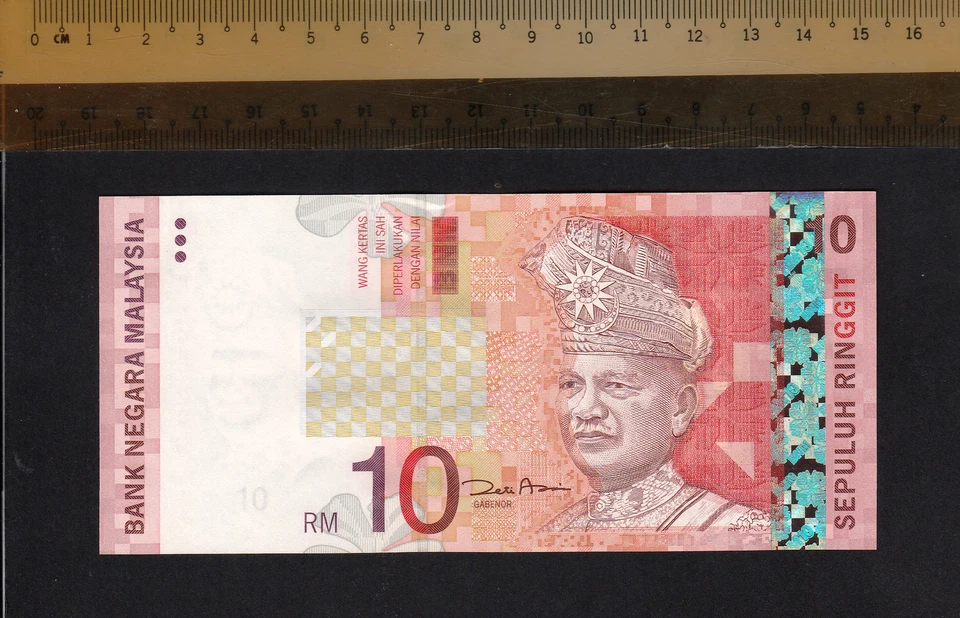 0 CM 1 2 3 4 5 6 7 8 9 10 11 12 13 14 15 16
20 19 18 17 16 15 14 13 12 11 10 9 8 7 6 5 4
BANK NEGARA MALAYSIA
WANG KERTAS
INI SAH
DIPERLAKUKAN
DENGAN NILAI
10
RM 10
GABENOR
10
SEPULUH RINGGIT